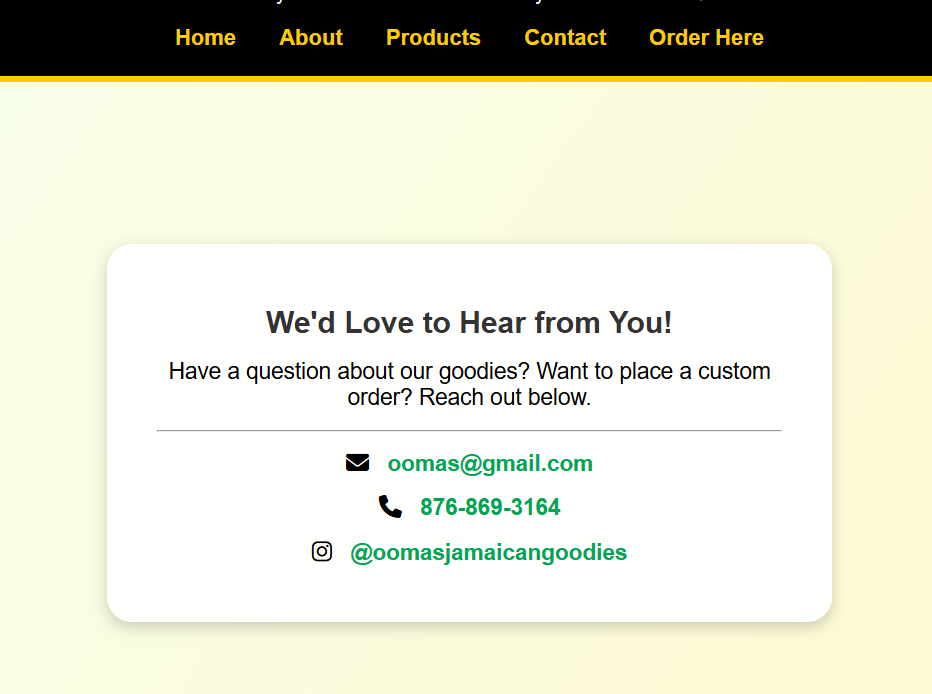 Home About Products Contact Order Here
We'd Love to Hear from You!
Have a question about our goodies? Want to place a custom
order? Reach out below.
oomas@gmail.com
876-869-3164
@oomasjamaicangoodies